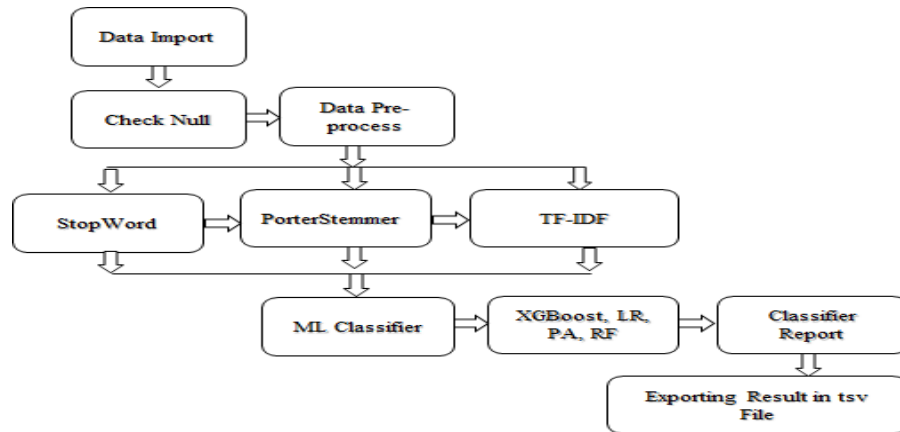 Data Import
Check Null
Data Pre-
process
StopWord
PorterStemmer
TF-IDF
ML Classifier
XGBoost, LR,
PA, RF
Classifier
Report
Exporting Result in tsv
File